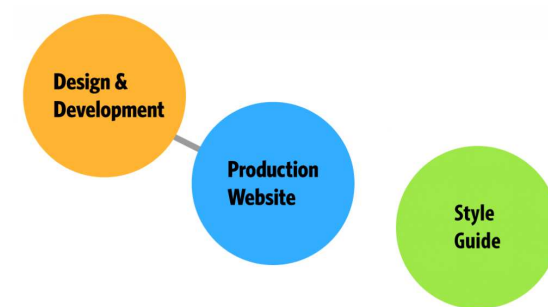 Design &
Development
Production
Website
Style
Guide